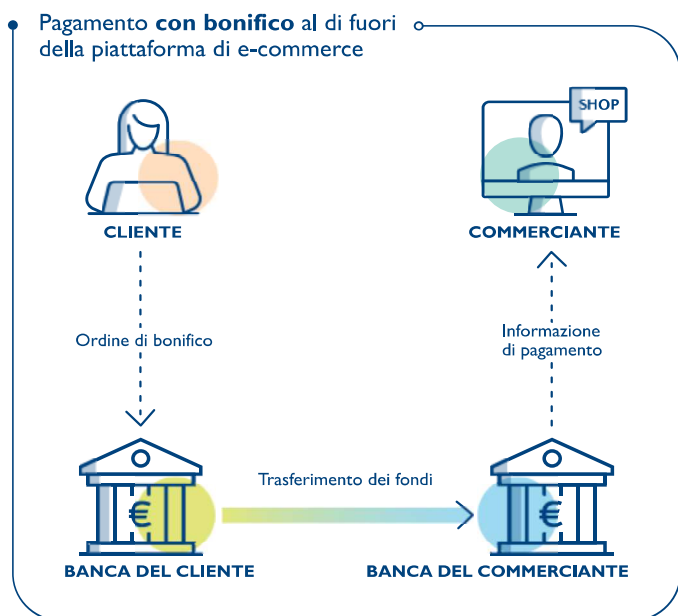 Pagamento con bonifico al di fuori
della piattaforma di e-commerce
SHOP
CLIENTE
COMMERCIANTE
Ordine di bonifico
Informazione
di pagamento
Trasferimento dei fondi
€
€
BANCA DEL CLIENTE
BANCA DEL COMMERCIANTE